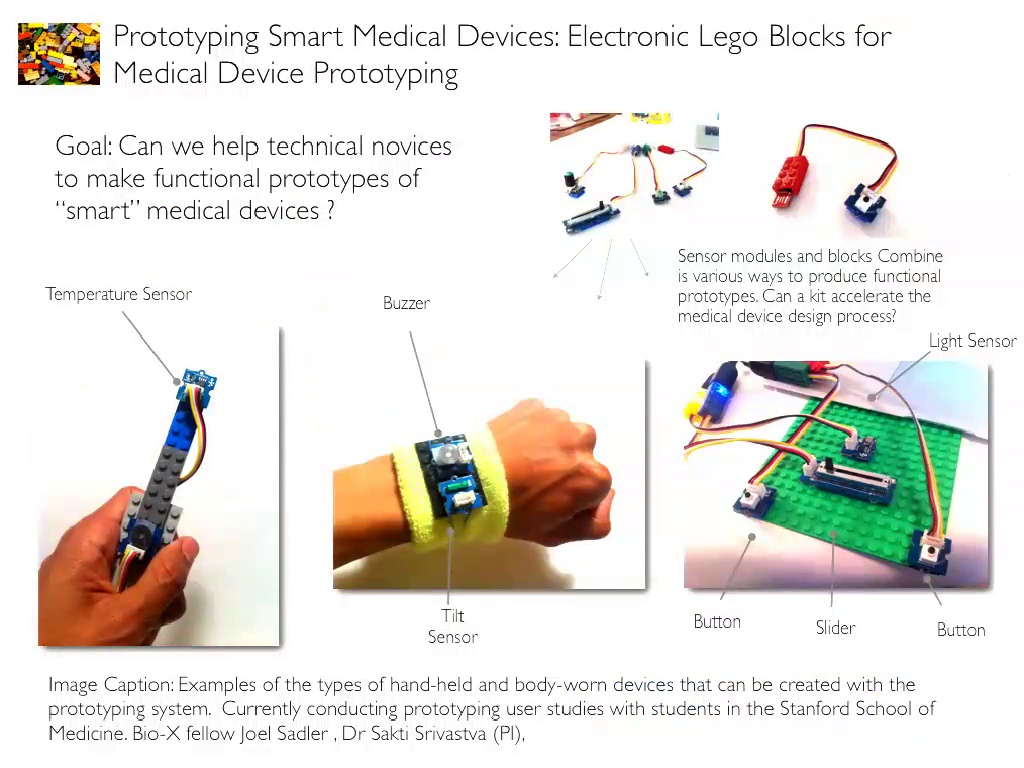 Prototyping Smart Medical Devices: Electronic Lego Blocks for
Medical Device Prototyping
Goal: Can we help technical novices
to make functional prototypes of
“smart” medical devices ?
Sensor modules and blocks Combine
is various ways to produce functional
prototypes. Can a kit accelerate the
medical device design process?
Temperature Sensor
Buzzer
Light Sensor
Tilt
Sensor
Button
Slider
Button
Image Caption: Examples of the types of hand-held and body-worn devices that can be created with the
prototyping system. Currently conducting prototyping user studies with students in the Stanford School of
Medicine. Bio-X fellow Joel Sadler , Dr Sakti Srivastva (PI),